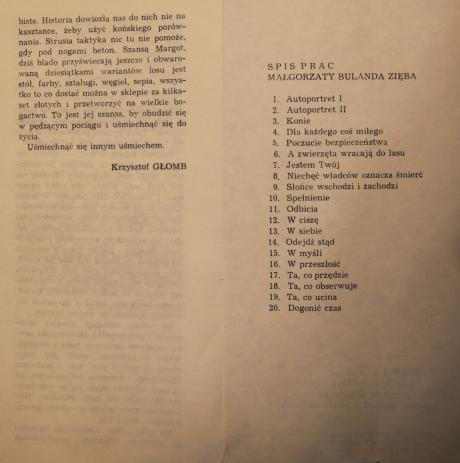 biste. Historia dowiozła nas do nich nie na
kasztance, żeby użyć końskiego porów-
nania. Strusia taktyka nic tu nie pomoże,
gdy pod nogami beton. Szansą Margot,
dziś blado przyświecają jeszcze i obwaro-
waną dziesiątkami wariantów losu jest
stół, farby, sztalugi, węgiel, sepia, wszys-
tko to co dostać można w sklepie za kilka-
set złotych i przetworzyć na wielkie bo-
gactwo. To jest jej szansa, by obudzić się
w pędzącym pociągu i uśmiechnąć się do
życia.
Uśmiechnąć się innym uśmiechem.
Krzysztof GŁOMB
SPIS PRAC
MAŁGORZATY BULANDA ZIĘBA
1. Autoportret I
2. Autoportret II
3. Konie
4. Dla każdego coś miłego
5. Poczucie bezpieczeństwa
6. A zwierzęta wracają do lasu
7. Jestem Twój
8. Niechęć władców oznacza śmierć
9. Słońce wschodzi i zachodzi
10. Spełnienie
11. Odbicia
12. W ciszę
13. W siebie
14. Odejdź stąd
15. W myśli
16. W przeszłość
17. Ta, co przędzie
18. Ta, co obserwuje
19. Ta, co ucina
20. Dogonić czas